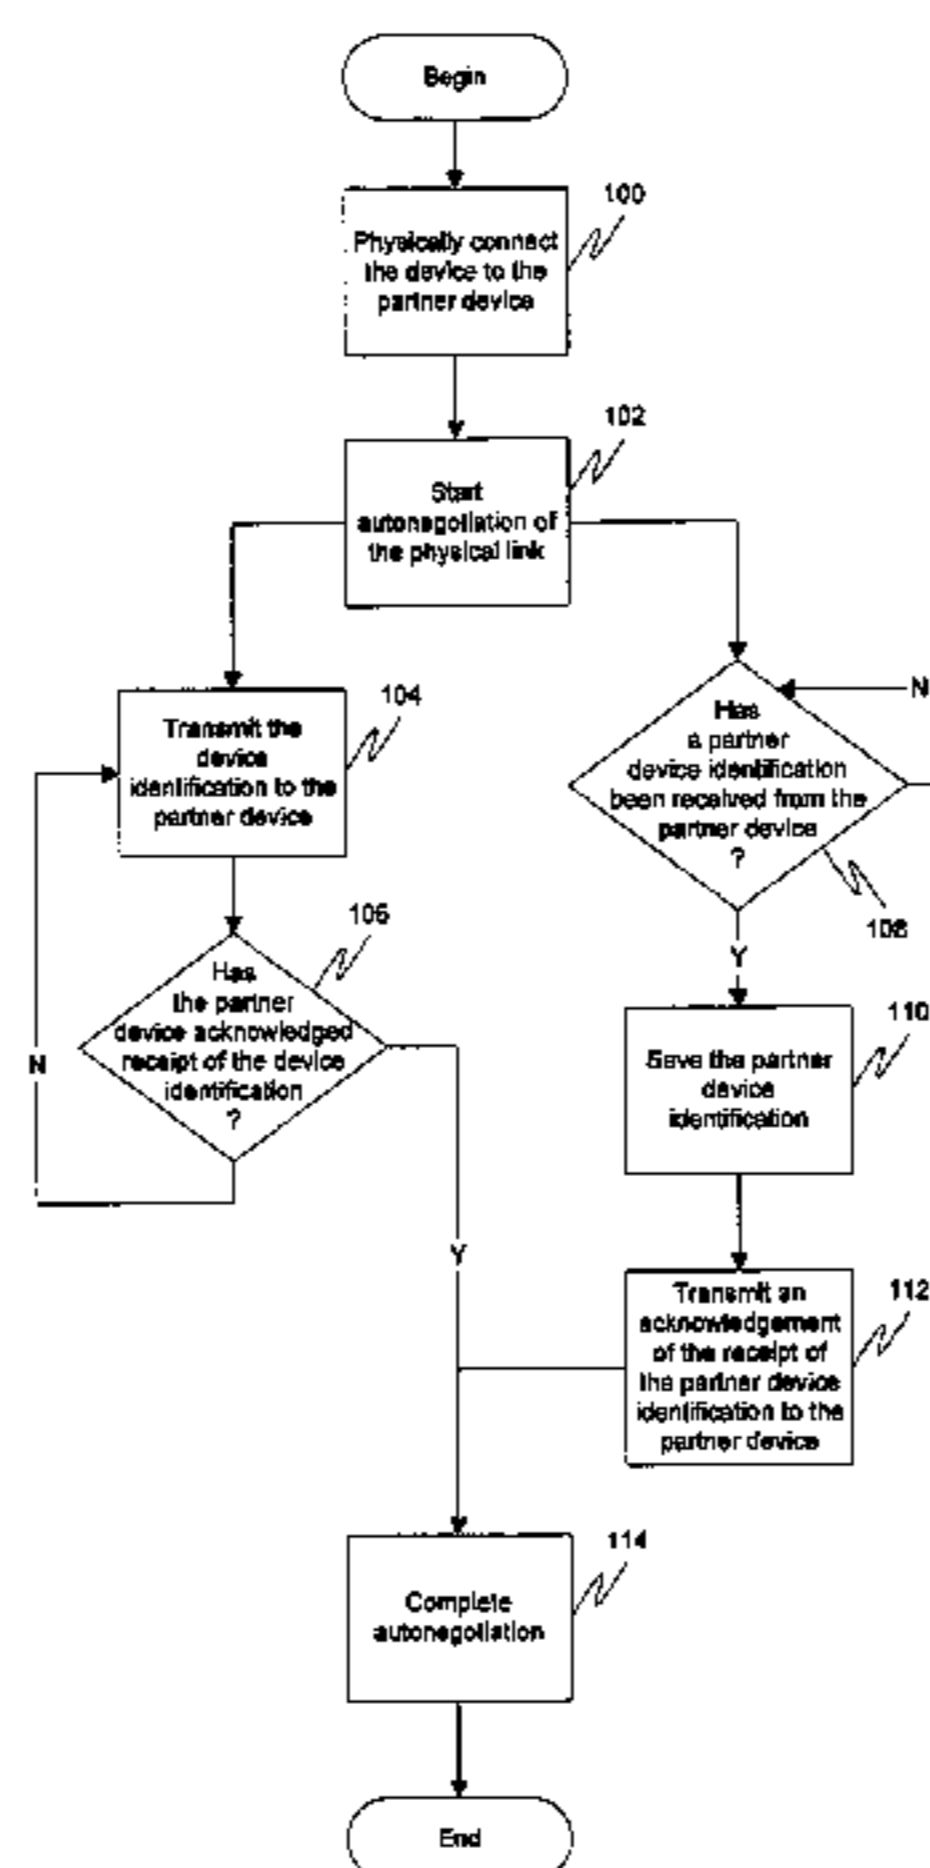 Begin
100
Physically connect
the device to the
partner device
102
Start
autonegotiation of
the physical link
104
Transmit the
device
identification to the
partner device
N
Has
a partner
device identification
been received from the
partner device
?
108
Y
106
Has
the partner
device acknowledged
receipt of the device
identification
?
N
Y
110
Save the partner
device
identification
112
Transmit an
acknowledgement
of the receipt of
the partner device
identification to the
partner device
114
Complete
autonegotiation
End